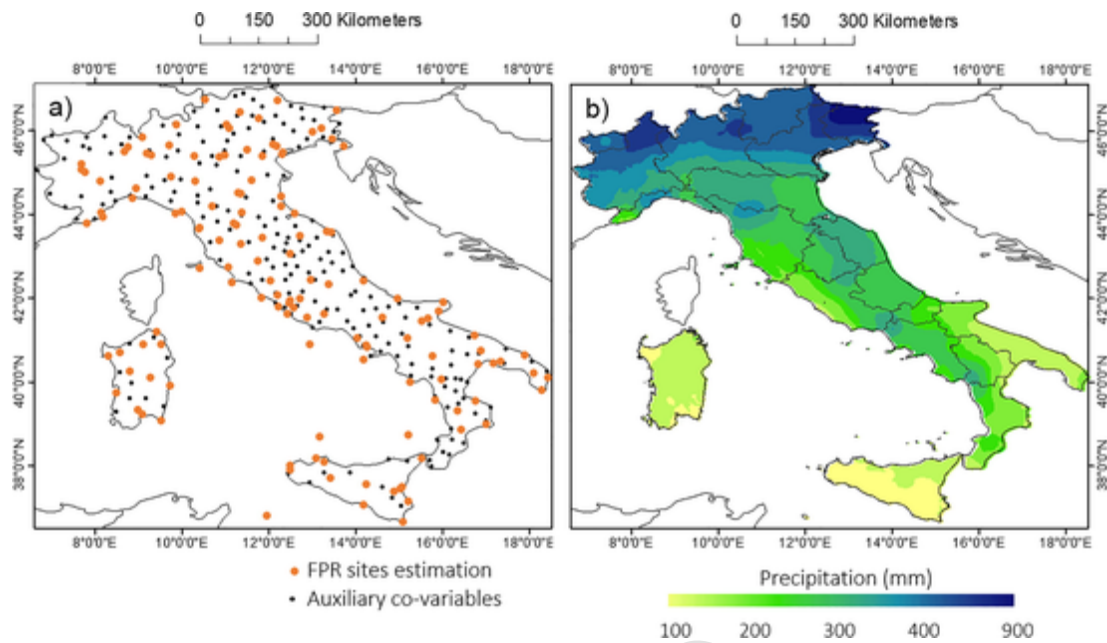 0 150 300 Kilometers
0 150 300 Kilometers
8°0'0"E 10°0'0"E 12°0'0"E 14°0'0"E 16°0'0"E 18°0'0"E
8°0'0"E 10°0'0"E 12°0'0"E 14°0'0"E 16°0'0"E 18°0'0"E
a)
b)
46°0'0"N 44°0'0"N 42°0'0"N 40°0'0"N 38°0'0"N
46°0'0"N 44°0'0"N 42°0'0"N 40°0'0"N 38°0'0"N
8°0'0"E 10°0'0"E 12°0'0"E 14°0'0"E 16°0'0"E 18°0'0"E
8°0'0"E 10°0'0"E 12°0'0"E 14°0'0"E 16°0'0"E 18°0'0"E
FPR sites estimation
Auxiliary co-variables
Precipitation (mm)
100 200 300 400 900